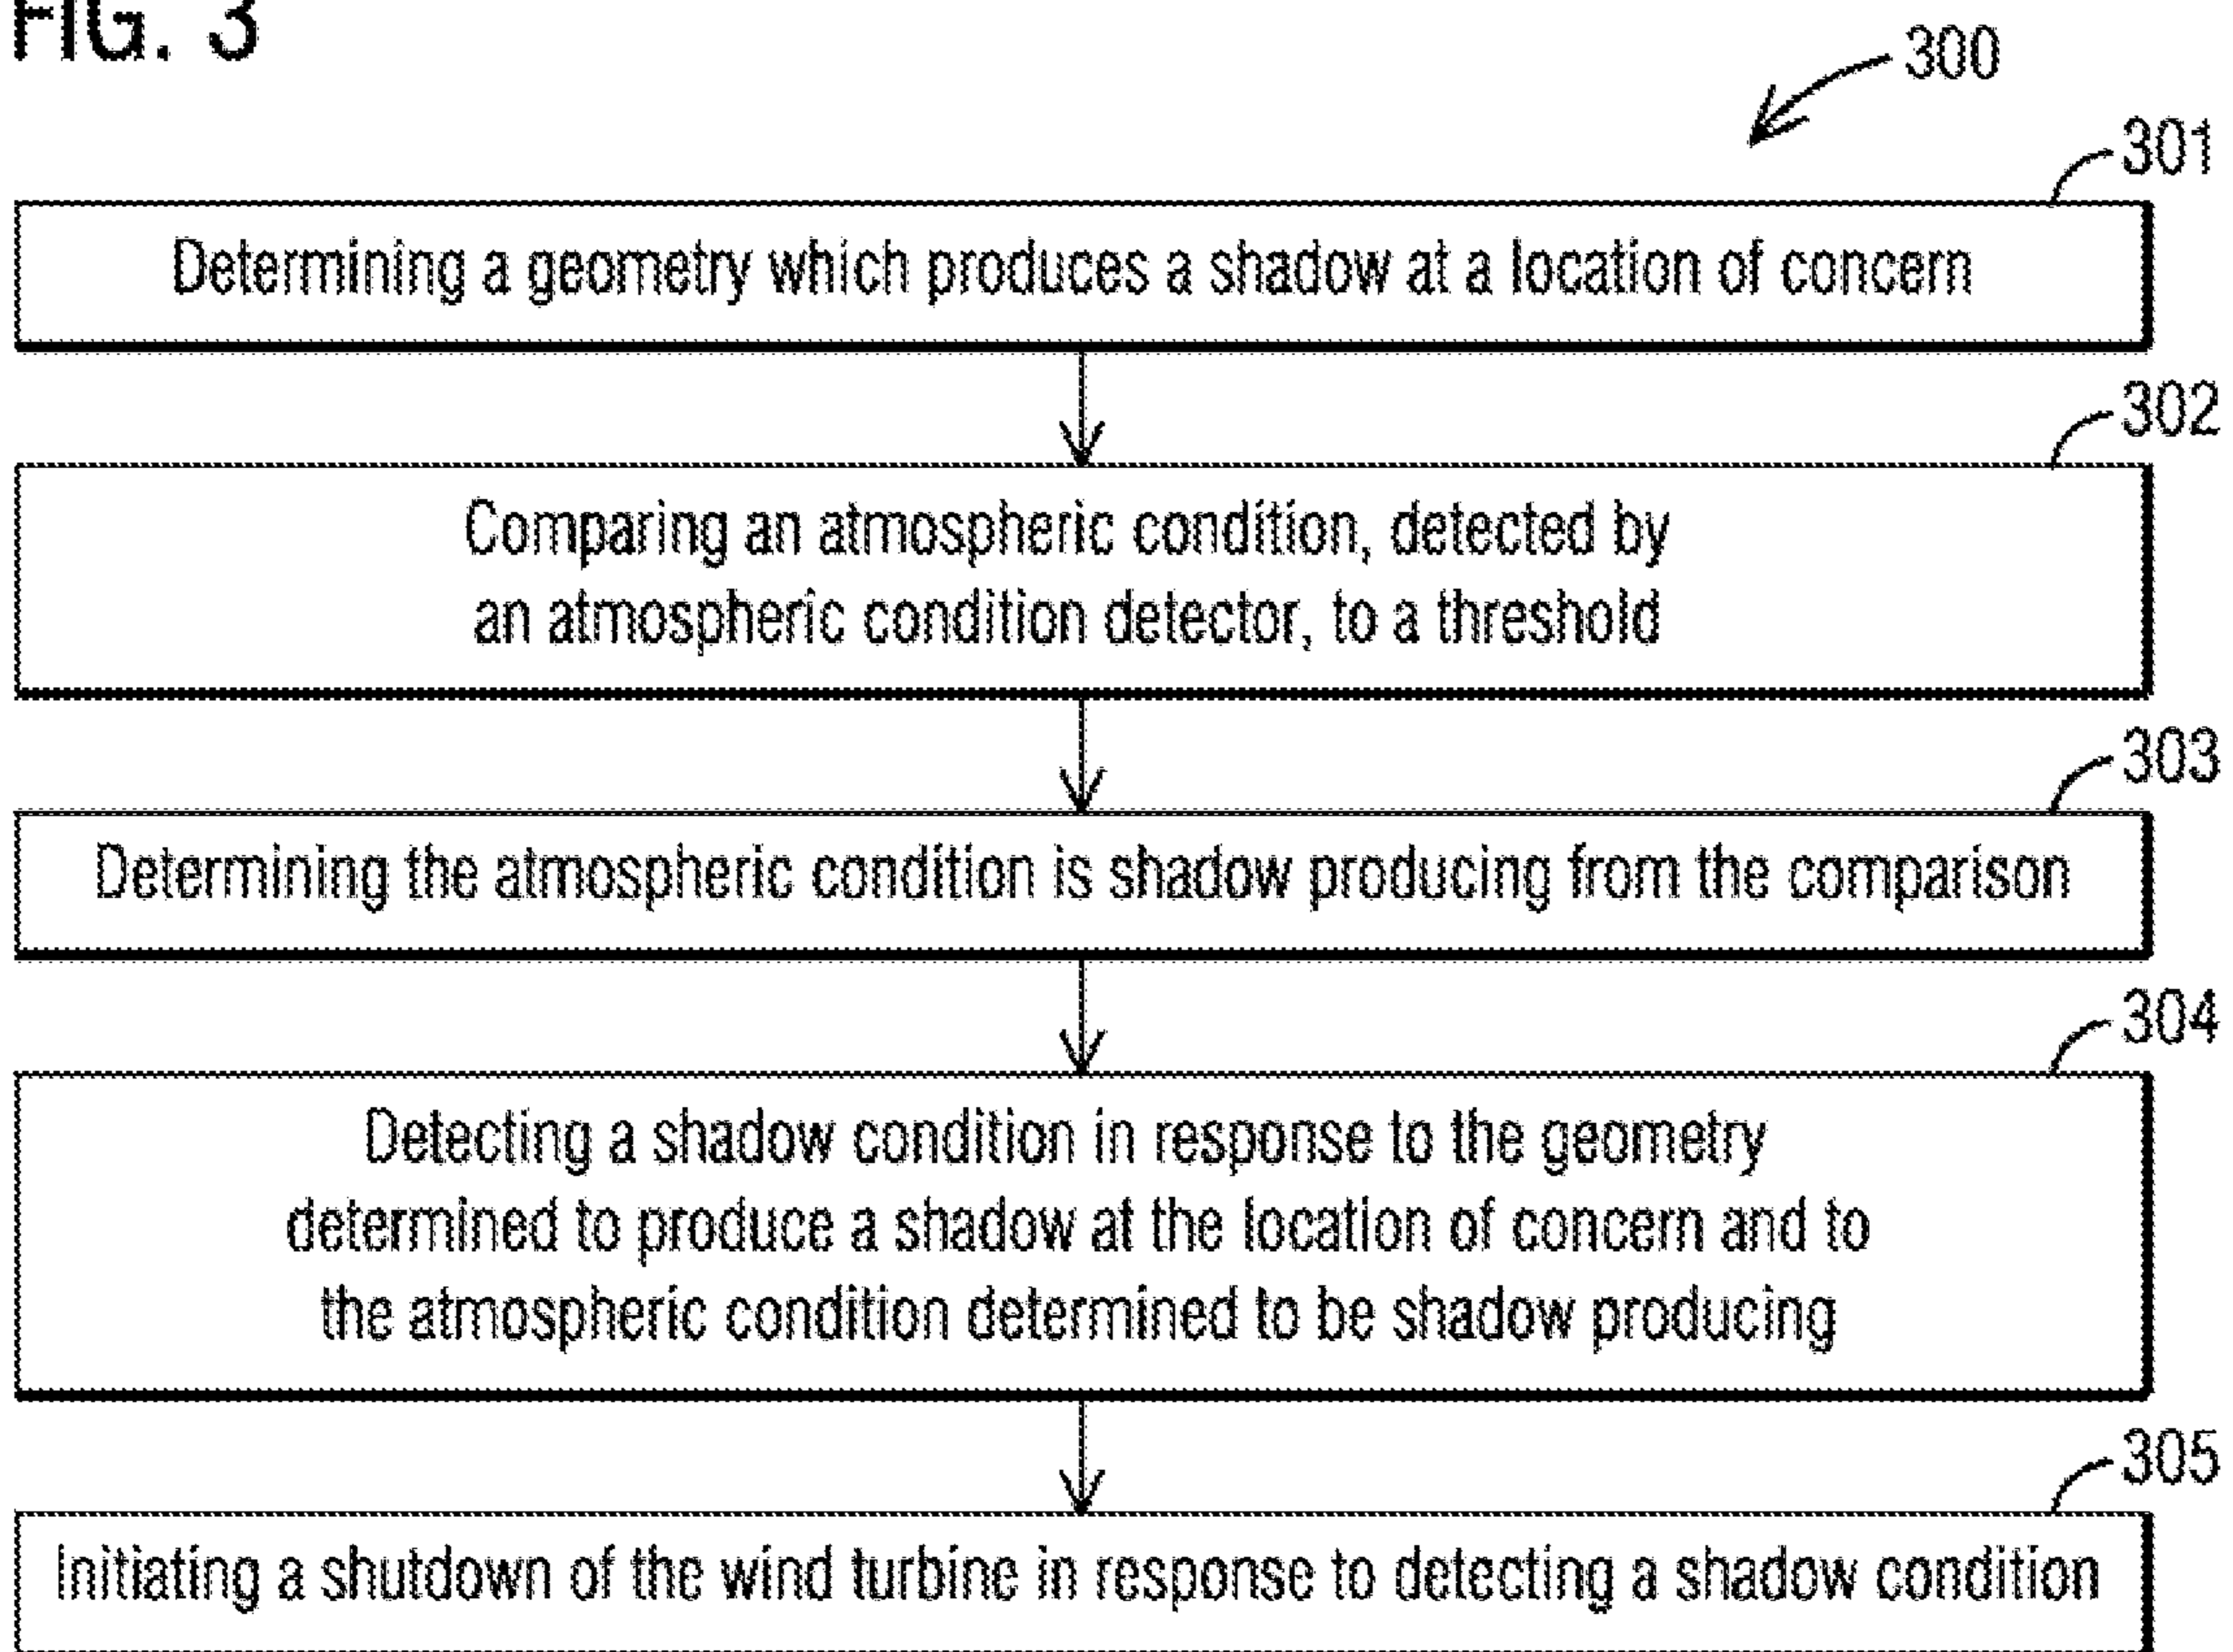 FIG. 3
300
301
Determining a geometry which produces a shadow at a location of concern
302
Comparing an atmospheric condition, detected by
an atmospheric condition detector, to a threshold
303
Determining the atmospheric condition is shadow producing from the comparison
304
Detecting a shadow condition in response to the geometry
determined to produce a shadow at the location of concern and to
the atmospheric condition determined to be shadow producing
305
Initiating a shutdown of the wind turbine in response to detecting a shadow condition